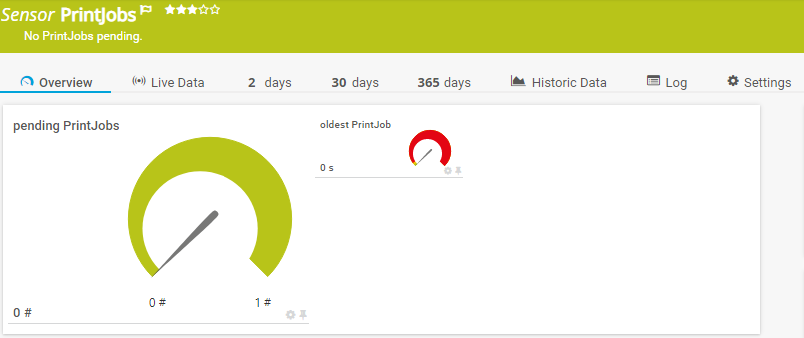 Sensor PrintJobs
No PrintJobs pending.
Overview Live Data 2 days 30 days 365 days Historic Data Log Settings
pending PrintJobs
oldest PrintJob
0 s
0 # 1 #
0 #